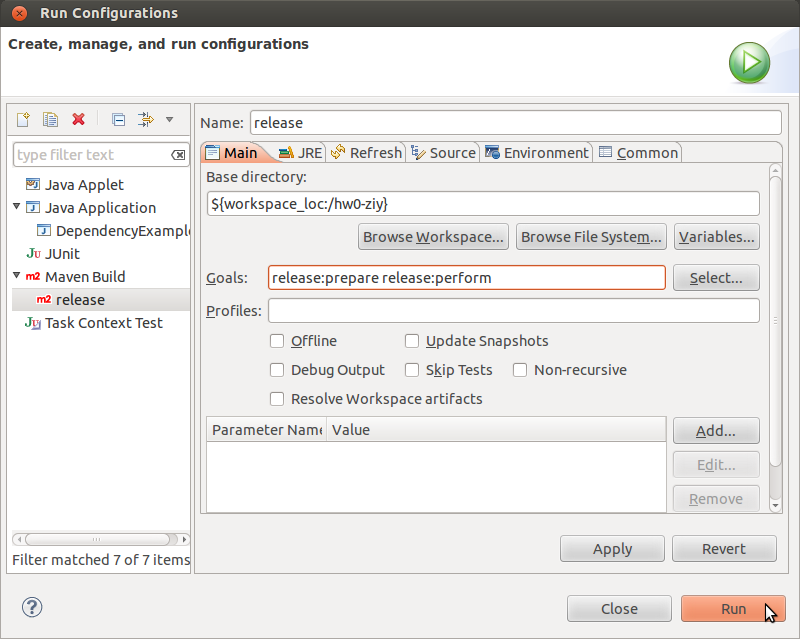 Run Configurations
Create, manage, and run configurations
type filter text
Java Applet
Java Application
DependencyExample
JUnit
Maven Build
m2 release
Task Context Test
Filter matched 7 of 7 items
Name: release
Main JRE Refresh Source Environment Common
Base directory:
${workspace_loc:/hw0-ziy}
Browse Workspace... Browse File System... Variables...
Goals: release:prepare release:perform Select...
Profiles:
Offline Update Snapshots
Debug Output Skip Tests Non-recursive
Resolve Workspace artifacts
Parameter Name Value
Add...
Edit...
Remove
Apply Revert
? Close Run